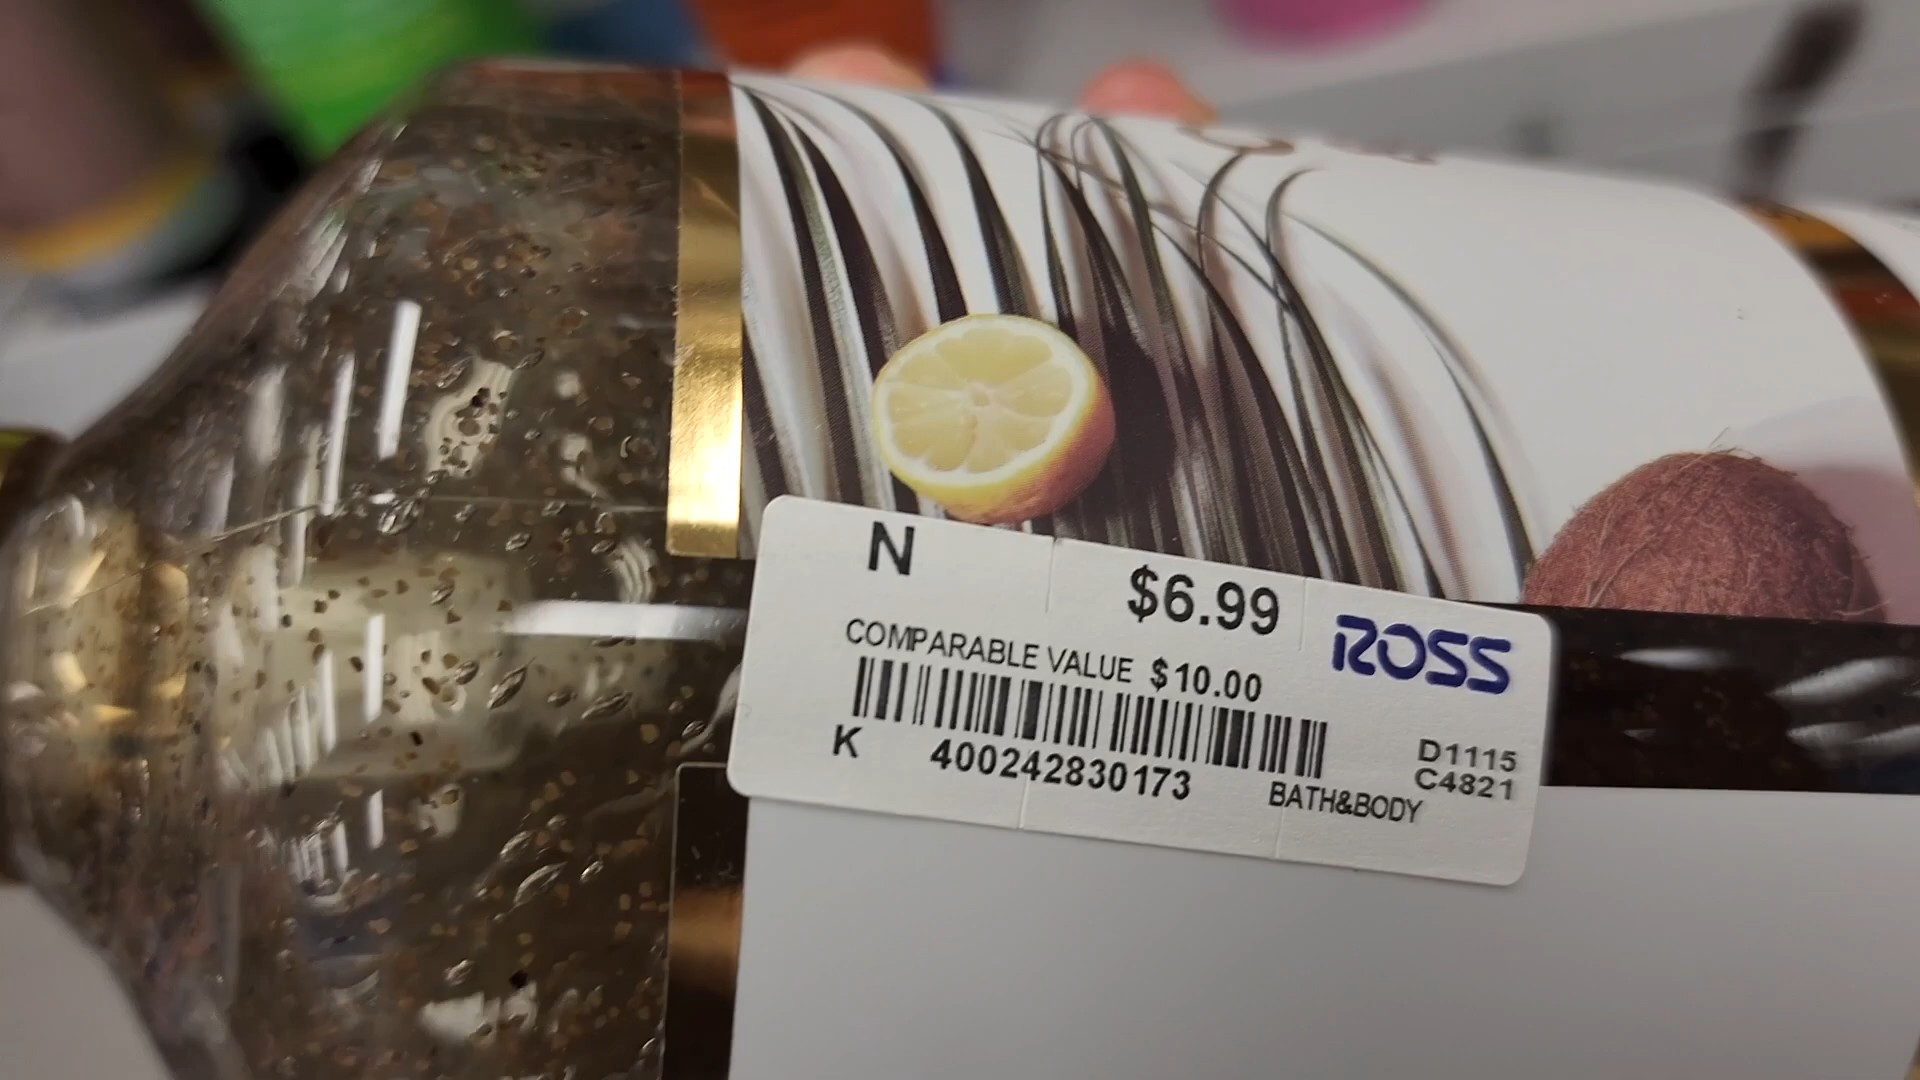 N
$6.99
ROSS
COMPARABLE VALUE $10.00
K 400242830173
D1115
C4821
BATH&BODY